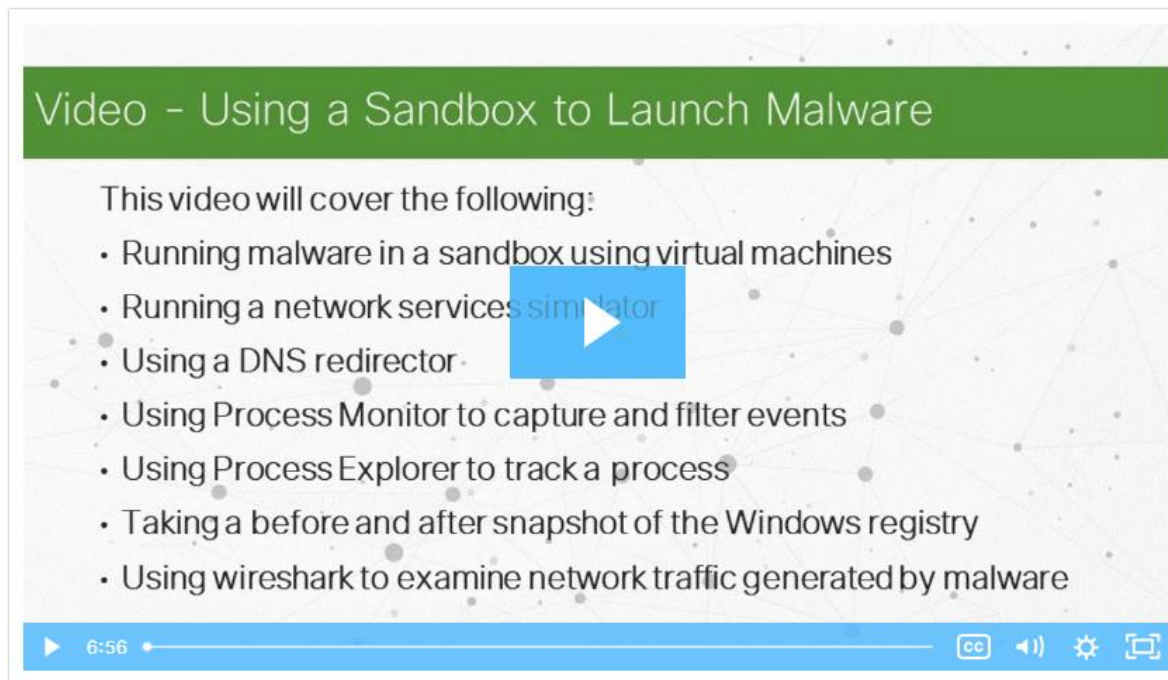 Video - Using a Sandbox to Launch Malware
This video will cover the following:
• Running malware in a sandbox using virtual machines
• Running a network services simulator
• Using a DNS redirector
• Using Process Monitor to capture and filter events
• Using Process Explorer to track a process
• Taking a before and after snapshot of the Windows registry
• Using wireshark to examine network traffic generated by malware
6:56
CC